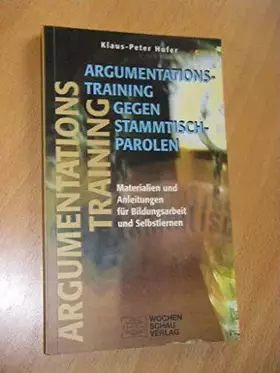 Klaus-Peter Hufer
ARGUMENTATIONS-
TRAINING
GEGEN
STAMMTISCH-
PAROLEN
ARGUMENTATIONS
TRAINING
Materialien und
Anleitungen
für Bildungsarbeit
und Selbstlernen
WOCHEN
SCHAU
VERLAG